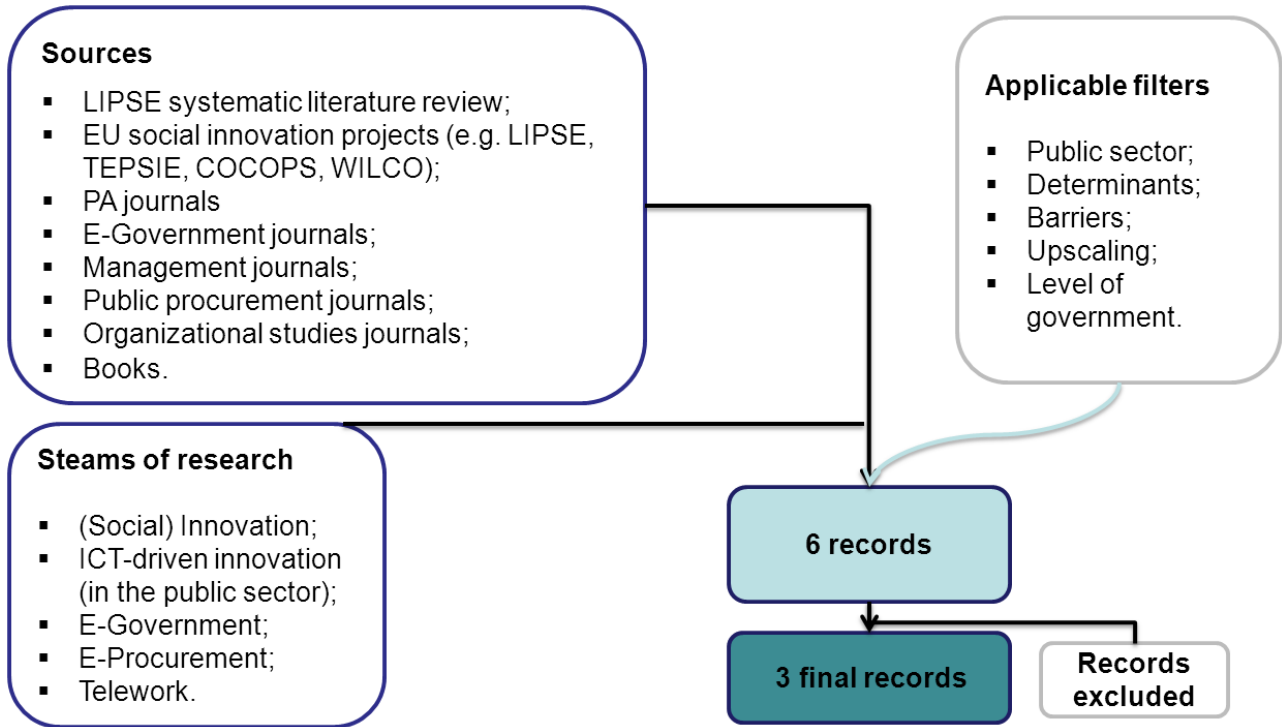 Sources
▪ LIPSE systematic literature review;
▪ EU social innovation projects (e.g. LIPSE,
TEPSIE, COCOPS, WILCO);
▪ PA journals
▪ E-Government journals;
▪ Management journals;
▪ Public procurement journals;
▪ Organizational studies journals;
▪ Books.
Applicable filters
▪ Public sector;
▪ Determinants;
▪ Barriers;
▪ Upscaling;
▪ Level of
government.
Steams of research
▪ (Social) Innovation;
▪ ICT-driven innovation
(in the public sector);
▪ E-Government;
▪ E-Procurement;
▪ Telework.
6 records
3 final records
Records
excluded